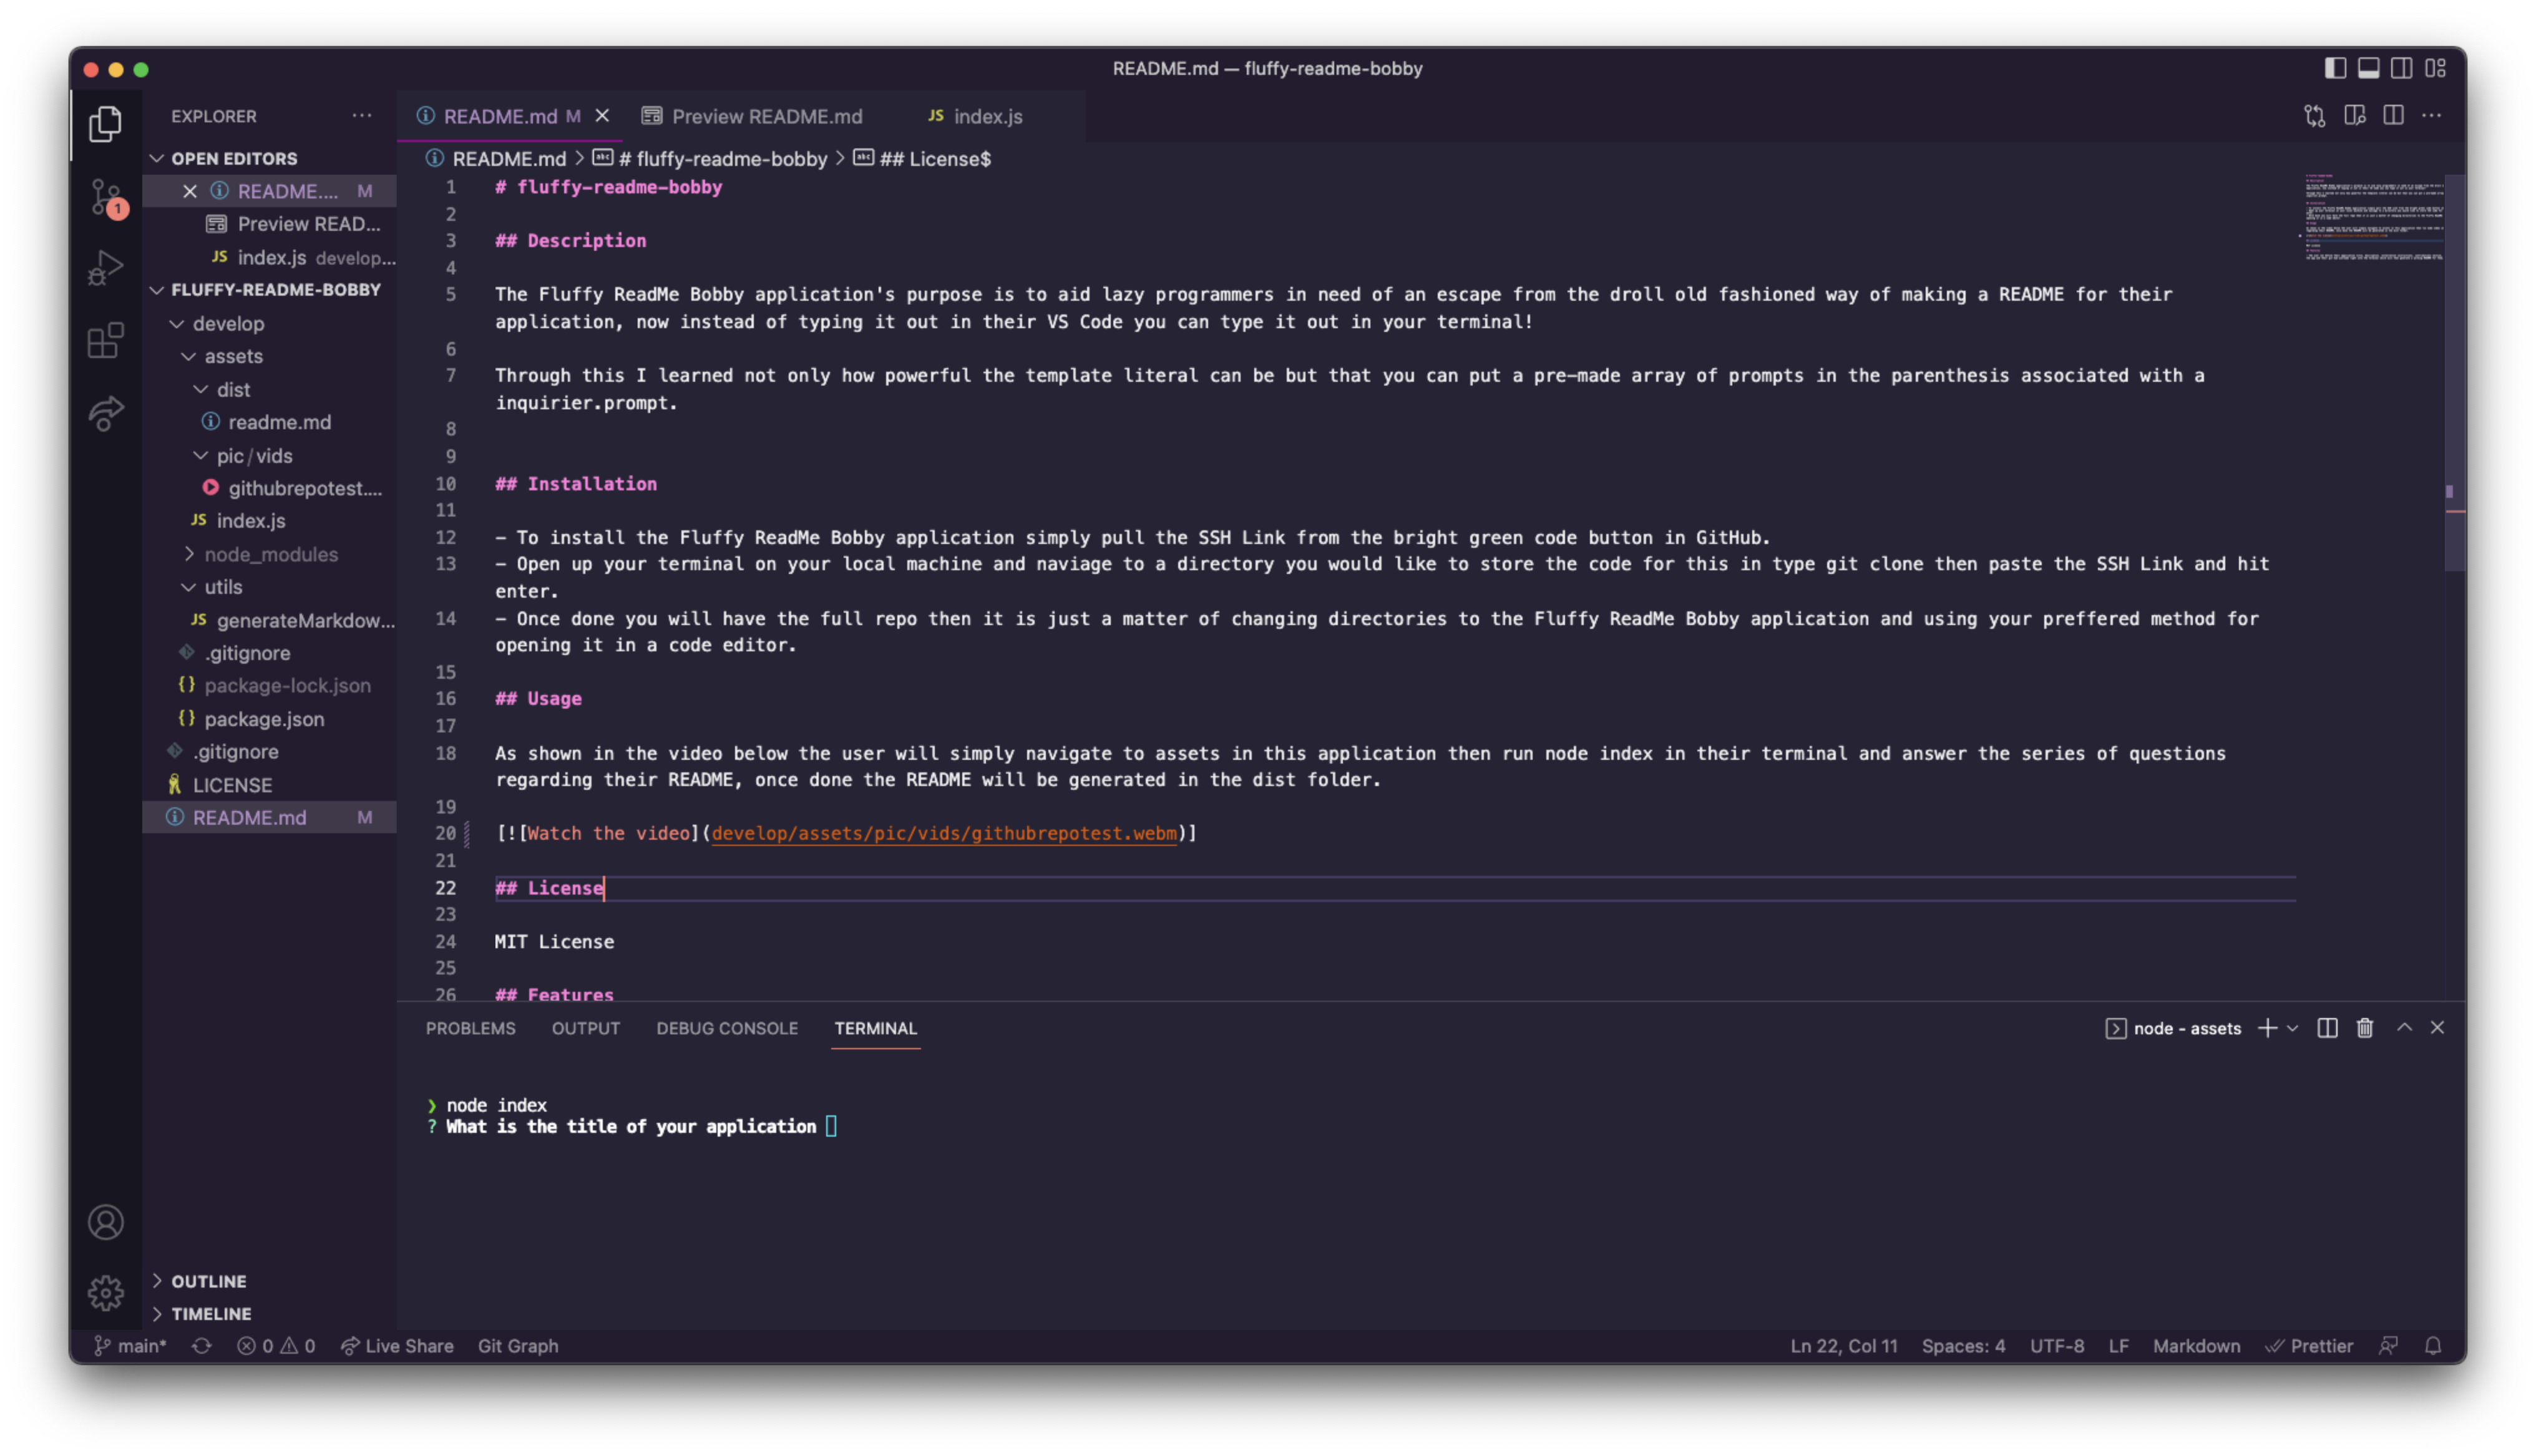 README.md — fluffy-readme-bobby
EXPLORER
OPEN EDITORS
README.... M
Preview READ...
JS index.js develop...
FLUFFY-README-BOBBY
develop
assets
dist
readme.md
pic/vids
githubrepotest....
JS index.js
node_modules
utils
JS generateMarkdow...
.gitignore
{} package-lock.json
{} package.json
.gitignore
LICENSE
README.md M
OUTLINE
TIMELINE
1
README.md M
Preview README.md
JS index.js
README.md > # fluffy-readme-bobby > ## License$
1 # fluffy-readme-bobby
2
3 ## Description
4
5 The Fluffy ReadMe Bobby application's purpose is to aid lazy programmers in need of an escape from the droll old fashioned way of making a README for their
application, now instead of typing it out in their VS Code you can type it out in your terminal!
6
7 Through this I learned not only how powerful the template literal can be but that you can put a pre-made array of prompts in the parenthesis associated with a
inquirier.prompt.
8
9
10 ## Installation
11
12 - To install the Fluffy ReadMe Bobby application simply pull the SSH Link from the bright green code button in GitHub.
13 - Open up your terminal on your local machine and naviage to a directory you would like to store the code for this in type git clone then paste the SSH Link and hit
enter.
14 - Once done you will have the full repo then it is just a matter of changing directories to the Fluffy ReadMe Bobby application and using your preffered method for
opening it in a code editor.
15
16 ## Usage
17
18 As shown in the video below the user will simply navigate to assets in this application then run node index in their terminal and answer the series of questions
regarding their README, once done the README will be generated in the dist folder.
19
20 [![Watch the video](develop/assets/pic/vids/githubrepotest.webm)]
21
22 ## License
23
24 MIT License
25
26 ## Features
PROBLEMS OUTPUT DEBUG CONSOLE TERMINAL
node - assets
❯ node index
? What is the title of your application
main* 0 0 Live Share Git Graph
Ln 22, Col 11 Spaces: 4 UTF-8 LF Markdown Prettier